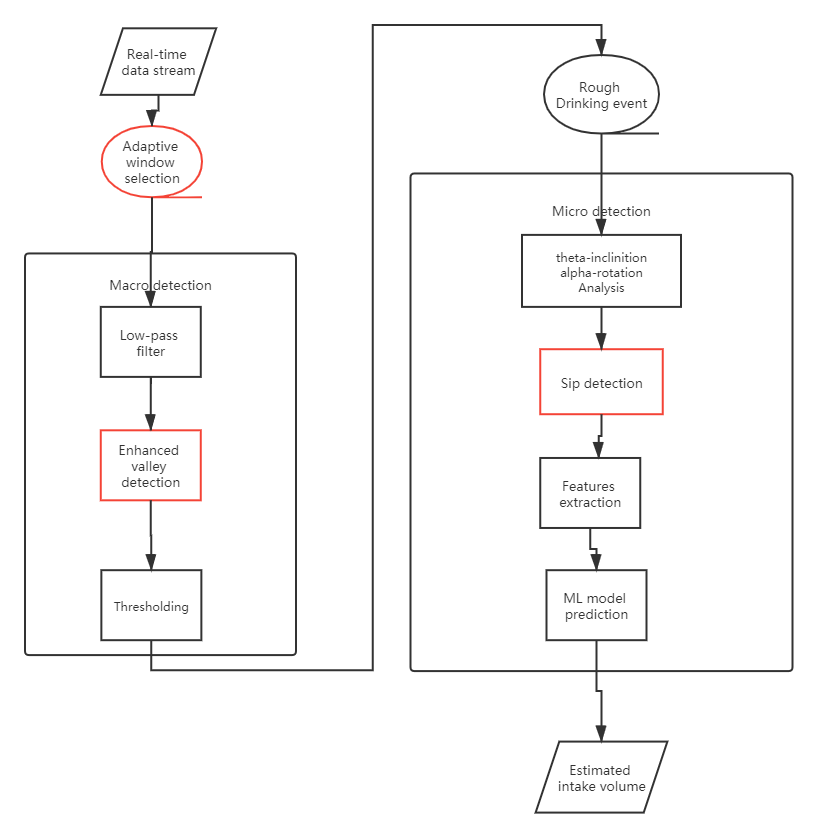 Real-time
data stream
Adaptive
window
selection
Macro detection
Low-pass
filter
Enhanced
valley
detection
Thresholding
Rough
Drinking event
Micro detection
theta-inclinition
alpha-rotation
Analysis
Sip detection
Features
extraction
ML model
prediction
Estimated
intake volume